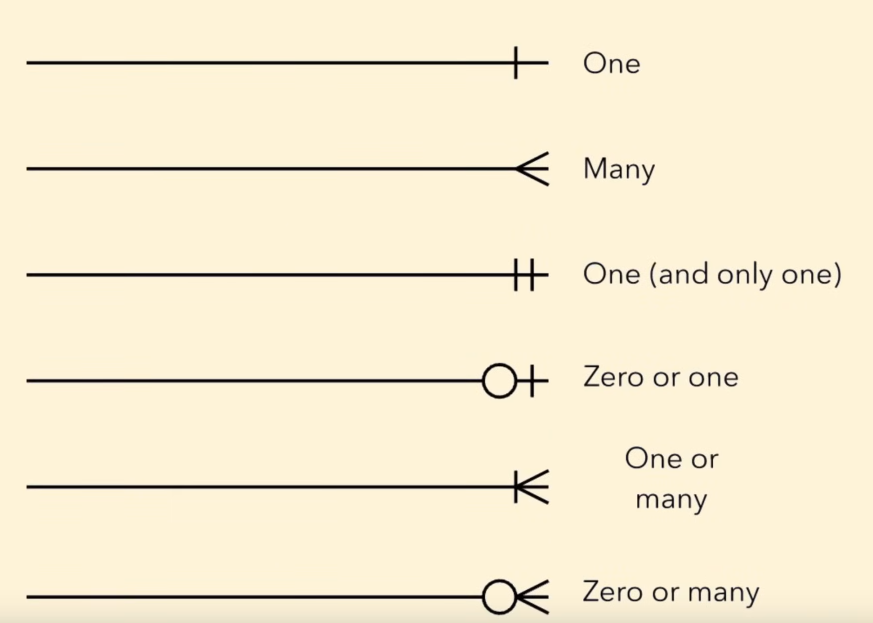 One
Many
One (and only one)
Zero or one
One or
many
Zero or many